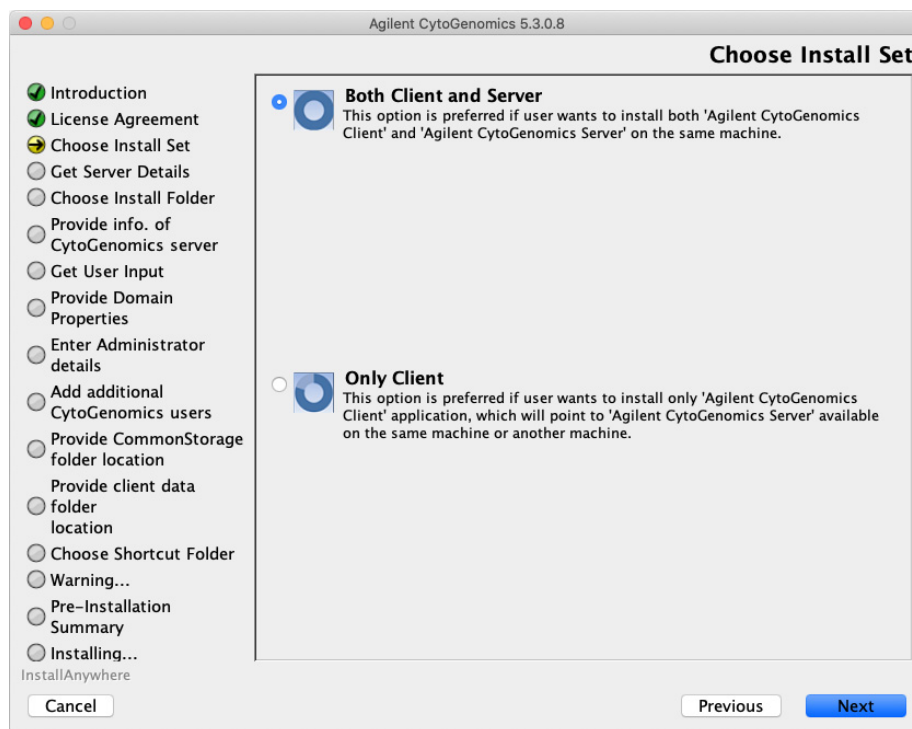 Agilent CytoGenomics 5.3.0.8
Choose Install Set
Introduction
License Agreement
Choose Install Set
Get Server Details
Choose Install Folder
Provide info. of
CytoGenomics server
Get User Input
Provide Domain
Properties
Enter Administrator
details
Add additional
CytoGenomics users
Provide CommonStorage
folder location
Provide client data
folder
location
Choose Shortcut Folder
Warning...
Pre-Installation
Summary
Installing...
Both Client and Server
This option is preferred if user wants to install both 'Agilent CytoGenomics
Client' and 'Agilent CytoGenomics Server' on the same machine.
Only Client
This option is preferred if user wants to install only 'Agilent CytoGenomics
Client' application, which will point to 'Agilent CytoGenomics Server' available
on the same machine or another machine.
InstallAnywhere
Cancel
Previous
Next